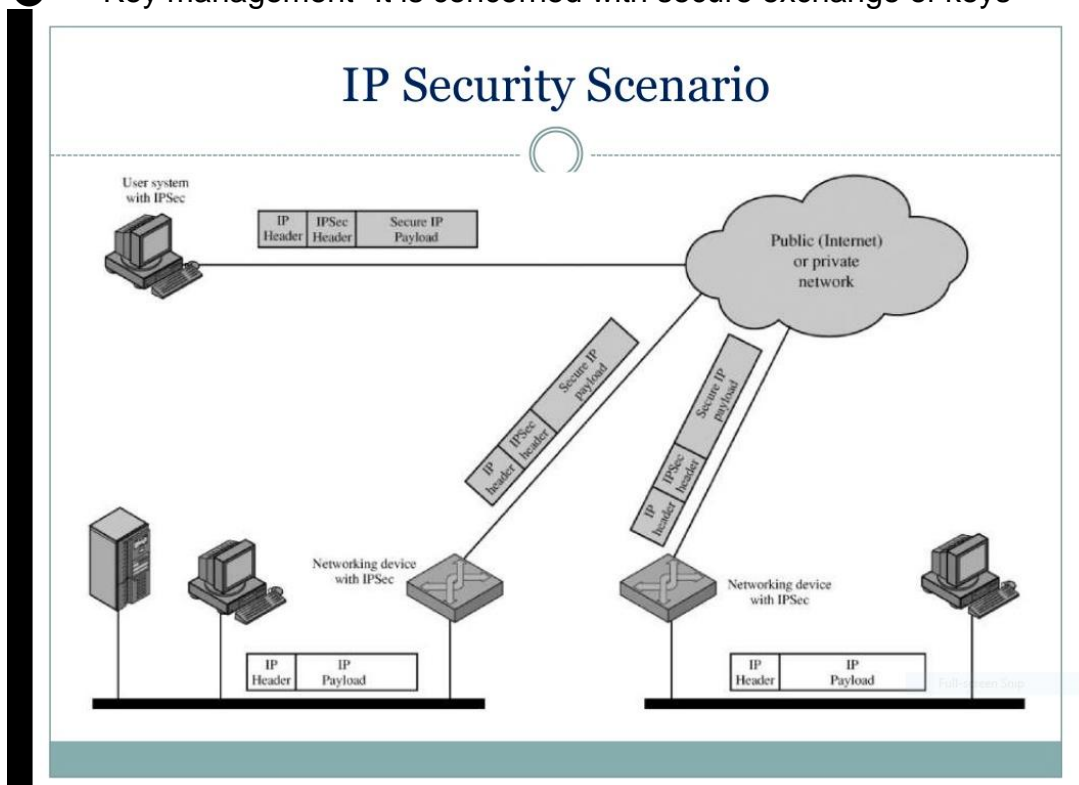 Key management- It is concerned with secure exchange of keys
IP Security Scenario
User system
with IPSec
IP
Header
IPSec
Header
Secure IP
Payload
Public (Internet)
or private
network
IP
header
IPSec
header
Secure IP
payload
IP
header
IPSec
header
Secure IP
payload
Networking device
with IPSec
Networking device
with IPSec
IP
Header
IP
Payload
IP
Header
IP
Payload
Full-screen Snip